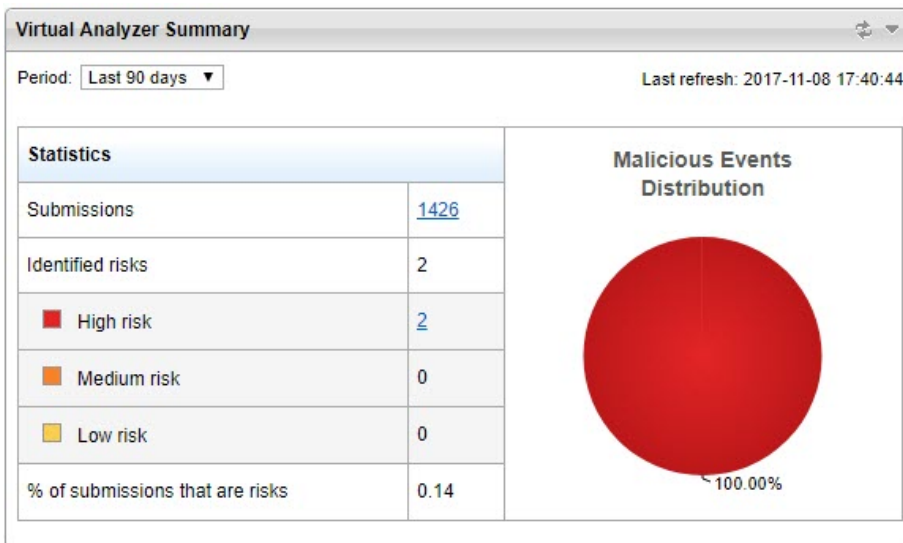 Virtual Analyzer Summary
Period: Last 90 days ▼
Last refresh: 2017-11-08 17:40:44
Statistics
Submissions 1426
Identified risks 2
High risk 2
Medium risk 0
Low risk 0
% of submissions that are risks 0.14
Malicious Events
Distribution
100.00%